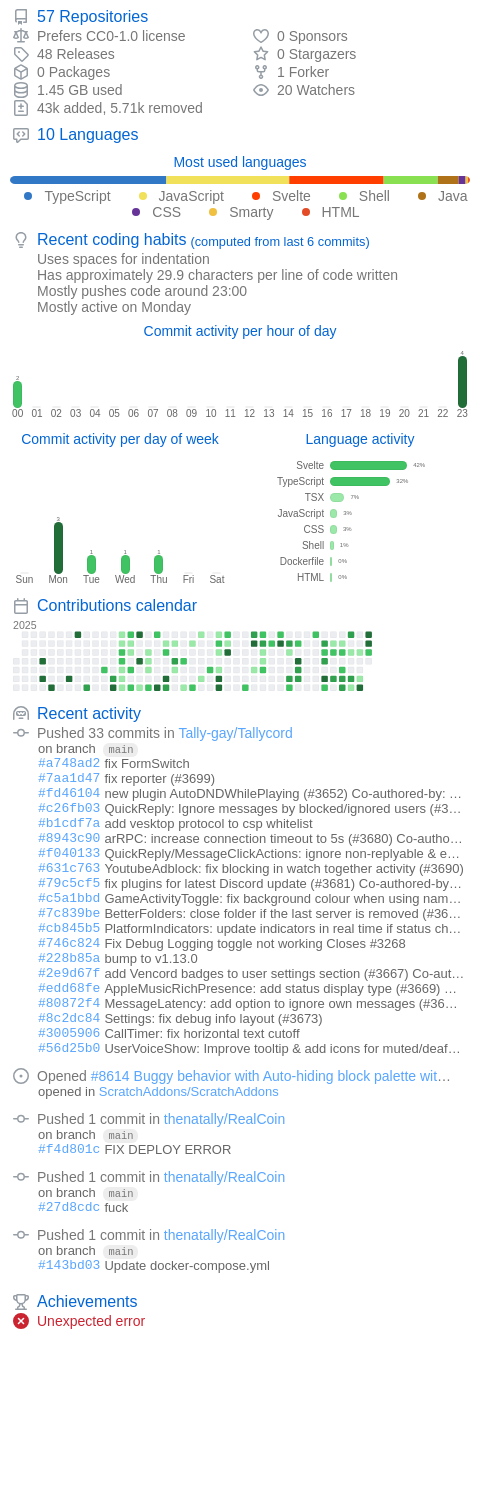 57 Repositories
Prefers CC0-1.0 license
0 Sponsors
48 Releases
0 Stargazers
0 Packages
1 Forker
1.45 GB used
20 Watchers
43k added, 5.71k removed
10 Languages
Most used languages
TypeScript JavaScript Svelte Shell Java
CSS Smarty HTML
Recent coding habits (computed from last 6 commits)
Uses spaces for indentation
Has approximately 29.9 characters per line of code written
Mostly pushes code around 23:00
Mostly active on Monday
Commit activity per hour of day
2 4
00 01 02 03 04 05 06 07 08 09 10 11 12 13 14 15 16 17 18 19 20 21 22 23
Commit activity per day of week
3 1 1 1
Sun Mon Tue Wed Thu Fri Sat
Language activity
Svelte 42%
TypeScript 32%
TSX 7%
JavaScript 3%
CSS 3%
Shell 1%
Dockerfile 0%
HTML 0%
Contributions calendar
2025
Recent activity
Pushed 33 commits in Tally-gay/Tallycord
on branch main
#a748ad2 fix FormSwitch
#7aa1d47 fix reporter (#3699)
#fd46104 new plugin AutoDNDWhilePlaying (#3652) Co-authored-by: …
#c26fb03 QuickReply: Ignore messages by blocked/ignored users (#3…
#b1cdf7a add vesktop protocol to csp whitelist
#8943c90 arRPC: increase connection timeout to 5s (#3680) Co-autho…
#f040133 QuickReply/MessageClickActions: ignore non-replyable & e…
#631c763 YoutubeAdblock: fix blocking in watch together activity (#3690)
#79c5cf5 fix plugins for latest Discord update (#3681) Co-authored-by…
#c5a1bbd GameActivityToggle: fix background colour when using nam…
#7c839be BetterFolders: close folder if the last server is removed (#36…
#cb845b5 PlatformIndicators: update indicators in real time if status ch…
#746c824 Fix Debug Logging toggle not working Closes #3268
#228b85a bump to v1.13.0
#2e9d67f add Vencord badges to user settings section (#3667) Co-aut…
#edd68fe AppleMusicRichPresence: add status display type (#3669) …
#80872f4 MessageLatency: add option to ignore own messages (#36…
#8c2dc84 Settings: fix debug info layout (#3673)
#3005906 CallTimer: fix horizontal text cutoff
#56d25b0 UserVoiceShow: Improve tooltip & add icons for muted/deaf…
Opened #8614 Buggy behavior with Auto-hiding block palette wit…
opened in ScratchAddons/ScratchAddons
Pushed 1 commit in thenatally/RealCoin
on branch main
#f4d801c FIX DEPLOY ERROR
Pushed 1 commit in thenatally/RealCoin
on branch main
#27d8cdc fuck
Pushed 1 commit in thenatally/RealCoin
on branch main
#143bd03 Update docker-compose.yml
Achievements
Unexpected error